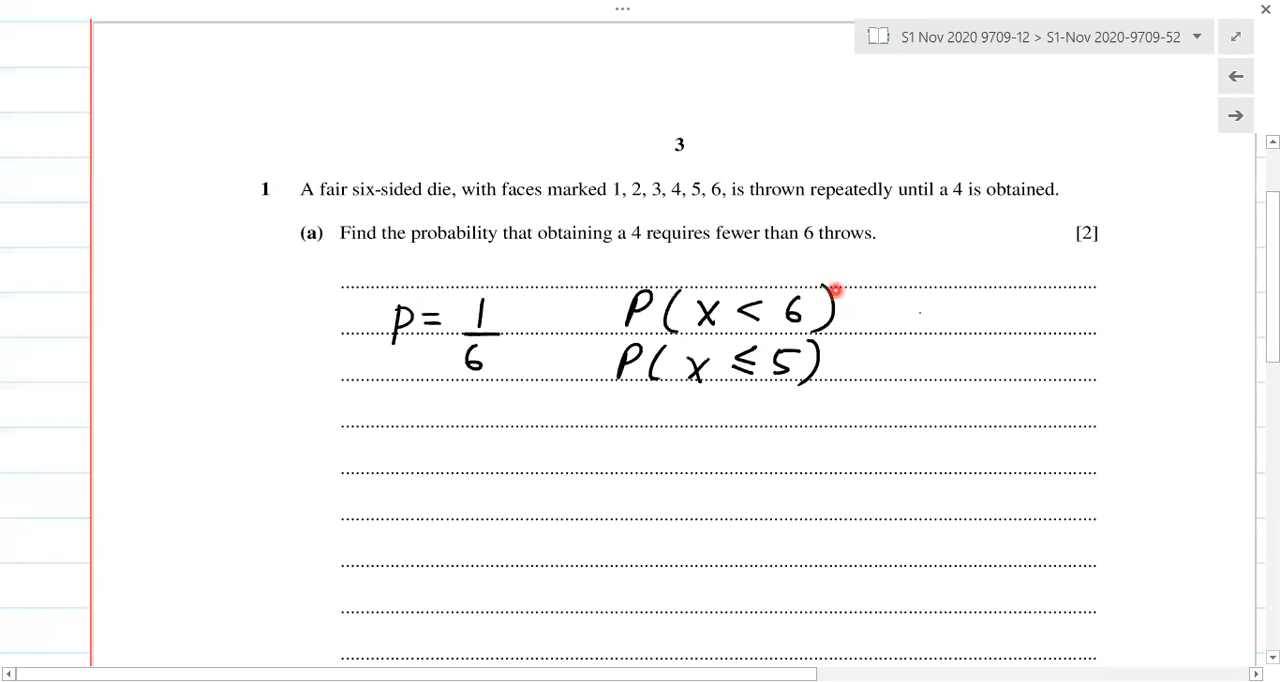 ...
S1 Nov 2020 9709-12 > S1-Nov 2020-9709-52
3
1 A fair six-sided die, with faces marked 1, 2, 3, 4, 5, 6, is thrown repeatedly until a 4 is obtained.
(a) Find the probability that obtaining a 4 requires fewer than 6 throws. [2]
P = 1/6 P(x < 6)
P(x ≤ 5)